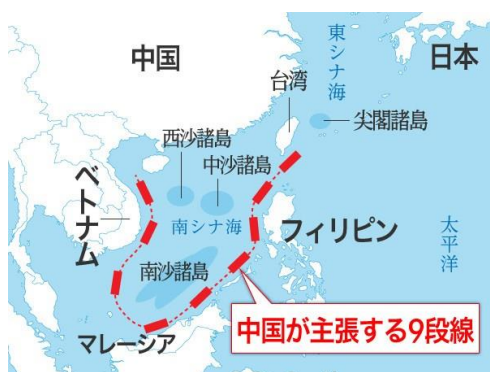 中国
日本
東シナ海
台湾
尖閣諸島
西沙諸島
中沙諸島
ベトナム
南シナ海
フィリピン
太平洋
南沙諸島
中国が主張する9段線
マレーシア